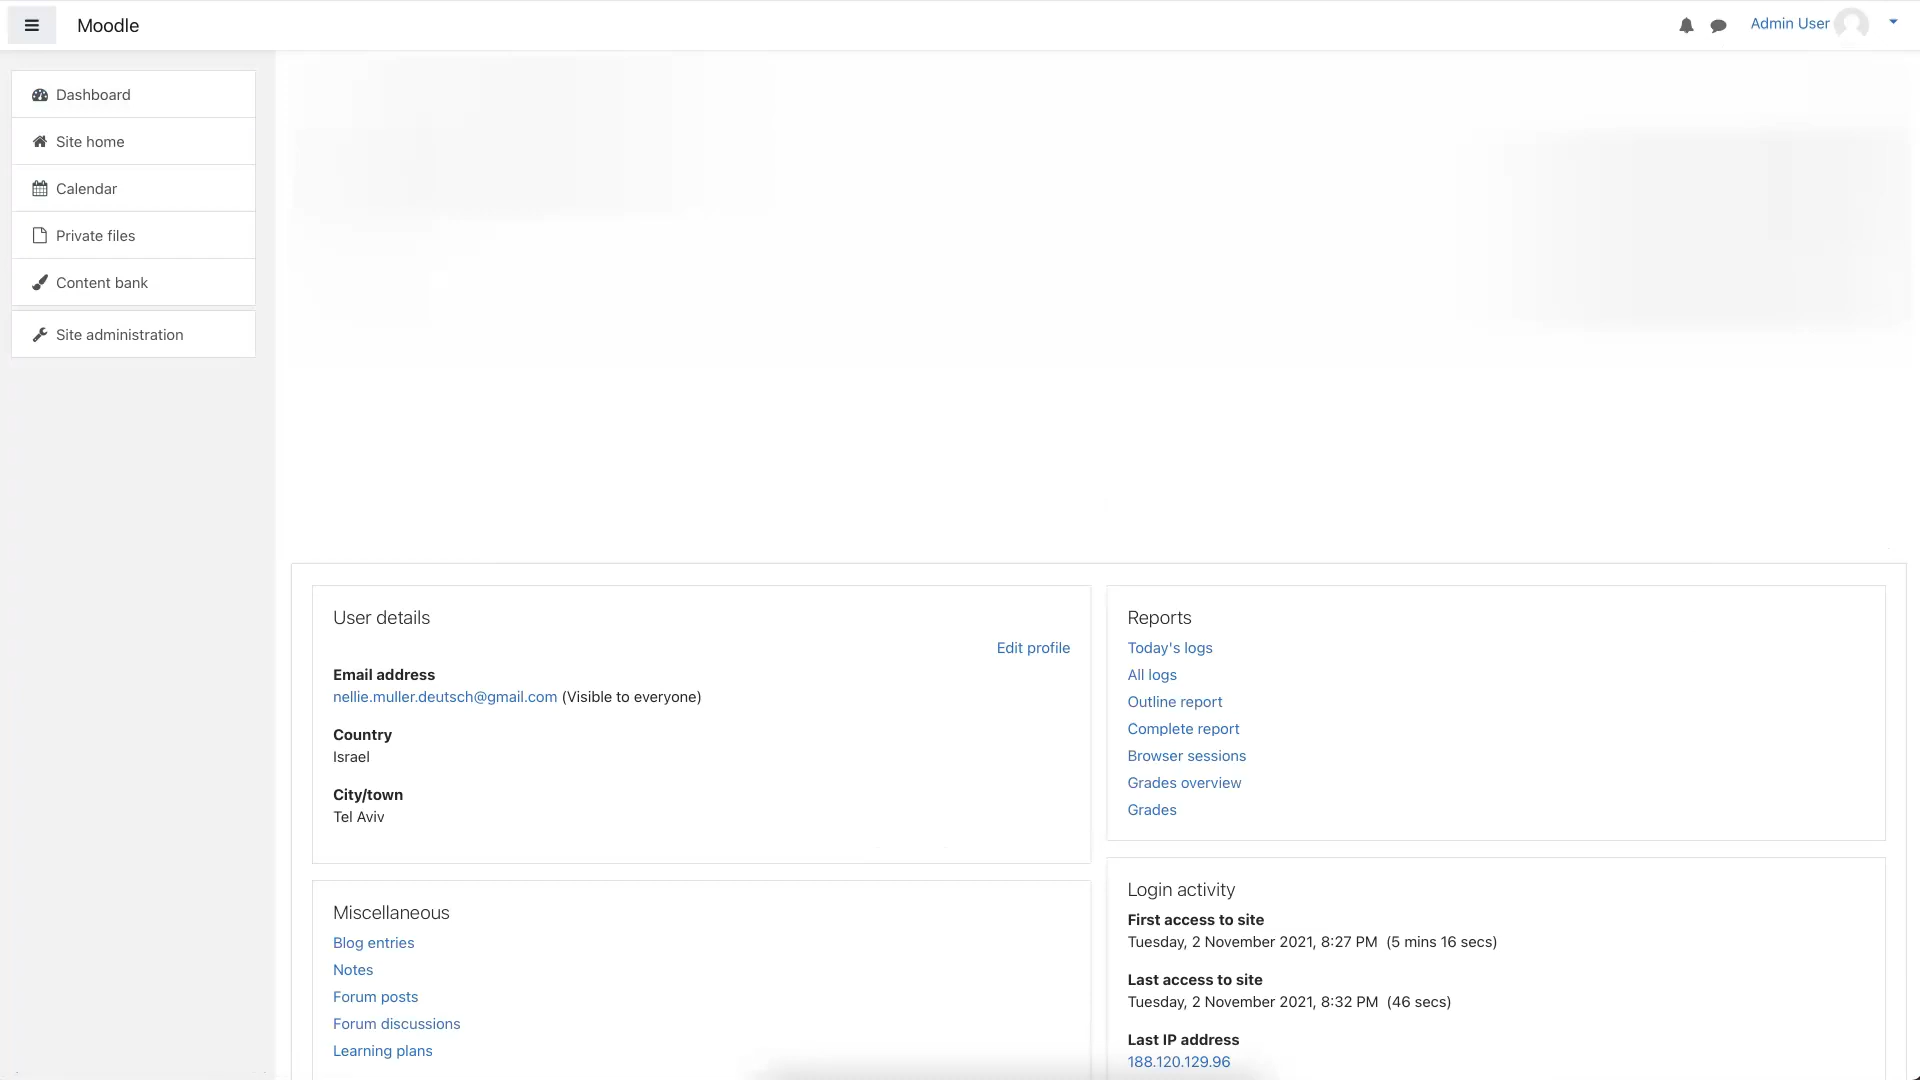 Moodle
Admin User
Dashboard
Site home
Calendar
Private files
Content bank
Site administration
User details
Edit profile
Email address
nellie.muller.deutsch@gmail.com (Visible to everyone)
Country
Israel
City/town
Tel Aviv
Miscellaneous
Blog entries
Notes
Forum posts
Forum discussions
Learning plans
Reports
Today's logs
All logs
Outline report
Complete report
Browser sessions
Grades overview
Grades
Login activity
First access to site
Tuesday, 2 November 2021, 8:27 PM  (5 mins 16 secs)
Last access to site
Tuesday, 2 November 2021, 8:32 PM  (46 secs)
Last IP address
188.120.129.96